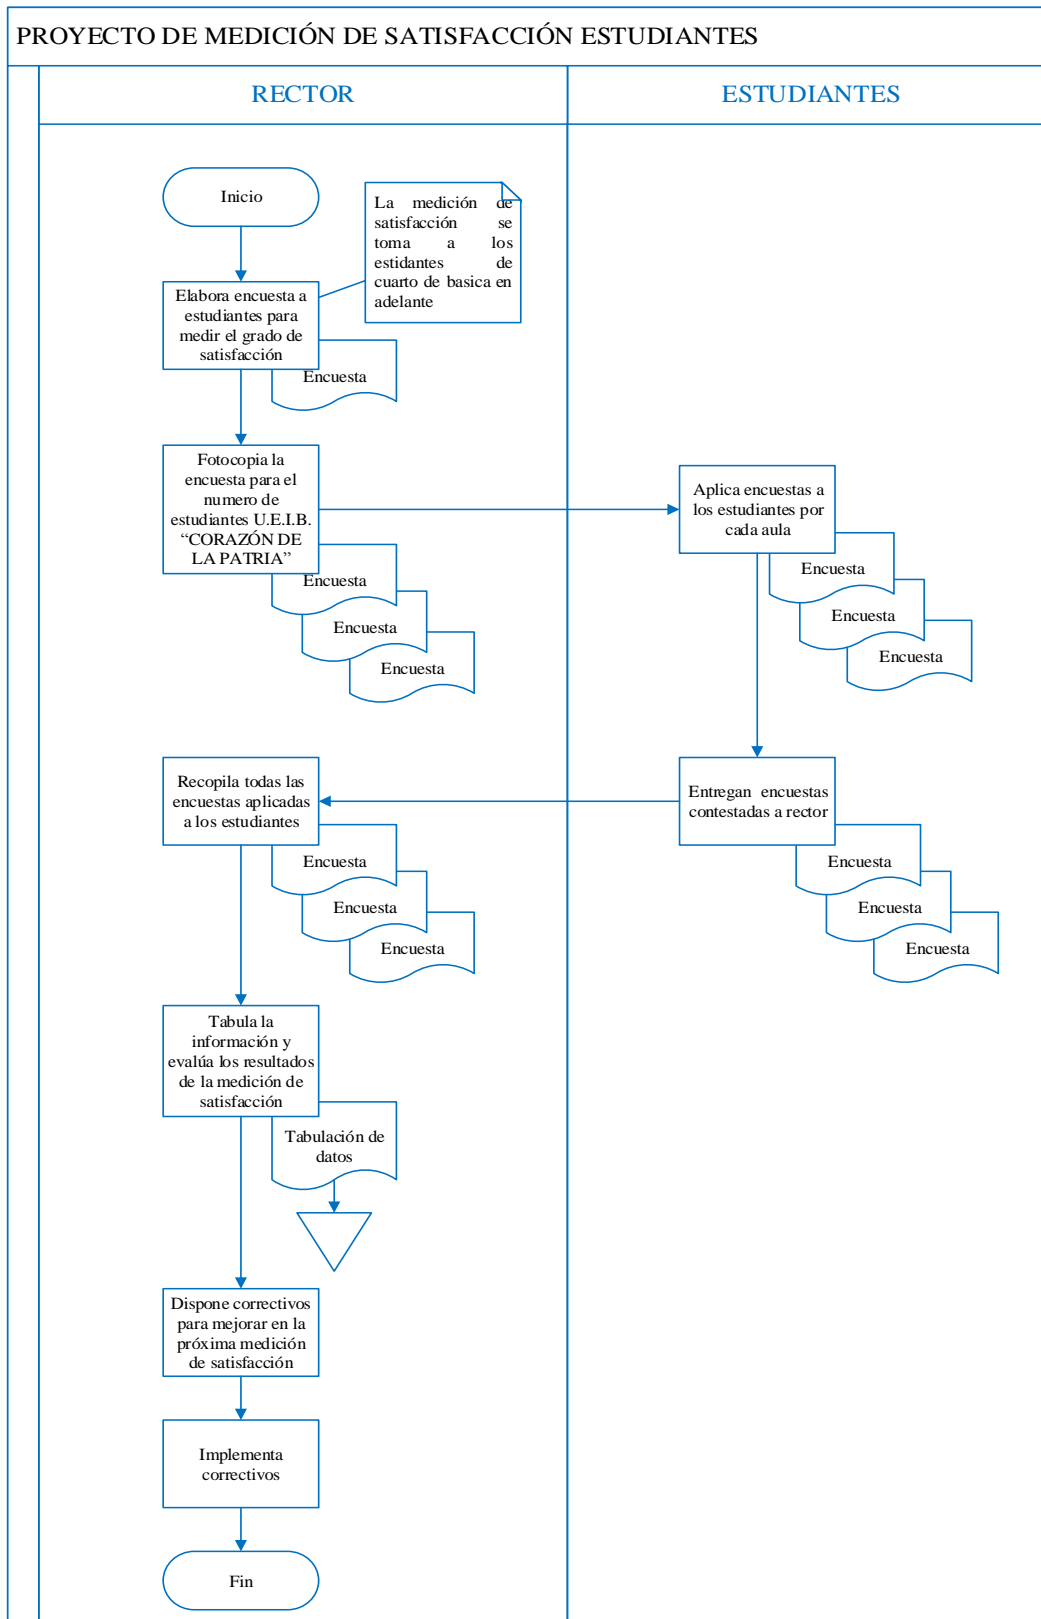 PROYECTO DE MEDICIÓN DE SATISFACCIÓN ESTUDIANTES
RECTOR
ESTUDIANTES
Inicio
La medición de
satisfacción se
toma a los
estidantes de
cuarto de basica en
adelante
Elabora encuesta a
estudiantes para
medir el grado de
satisfacción
Encuesta
Fotocopia la
encuesta para el
numero de
estudiantes U.E.I.B.
“CORAZÓN DE
LA PATRIA”
Encuesta
Encuesta
Encuesta
Aplica encuestas a
los estudiantes por
cada aula
Encuesta
Encuesta
Encuesta
Entregan encuestas
contestadas a rector
Encuesta
Encuesta
Encuesta
Recopila todas las
encuestas aplicadas
a los estudiantes
Encuesta
Encuesta
Encuesta
Tabula la
información y
evalúa los resultados
de la medición de
satisfacción
Tabulación de
datos
Dispone correctivos
para mejorar en la
próxima medición
de satisfacción
Implementa
correctivos
Fin